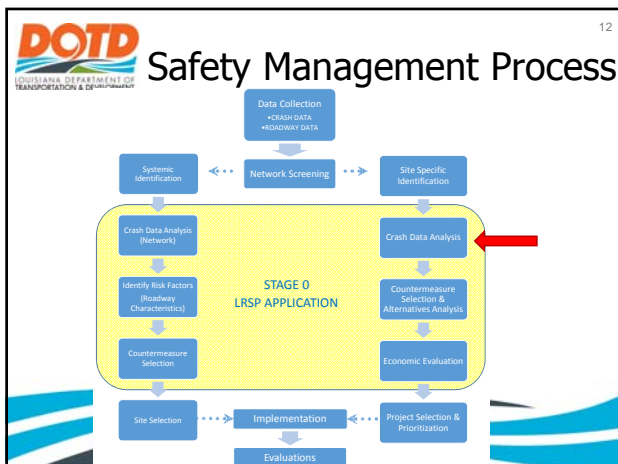 12
DOTD
LOUISIANA DEPARTMENT OF
TRANSPORTATION & DEVELOPMENT
Safety Management Process
Data Collection
•CRASH DATA
•ROADWAY DATA
Systemic
Identification
Network Screening
Site Specific
Identification
Crash Data Analysis
(Network)
Crash Data Analysis
Identify Risk Factors
(Roadway
Characteristics)
STAGE 0
LRSP APPLICATION
Countermeasure
Selection &
Alternatives Analysis
Countermeasure
Selection
Economic Evaluation
Site Selection
Implementation
Project Selection &
Prioritization
Evaluations